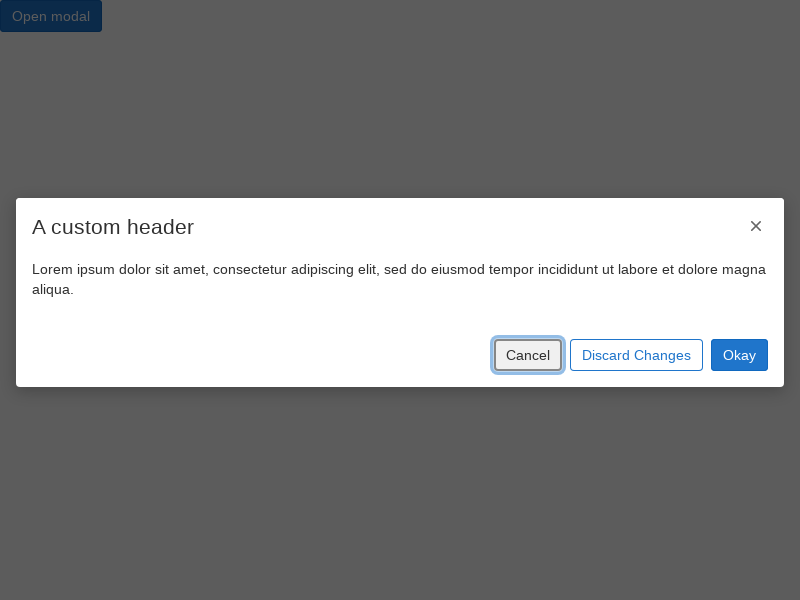 Open modal
A custom header ×
Lorem ipsum dolor sit amet, consectetur adipiscing elit, sed do eiusmod tempor incididunt ut labore et dolore magna
aliqua.
Cancel Discard Changes Okay